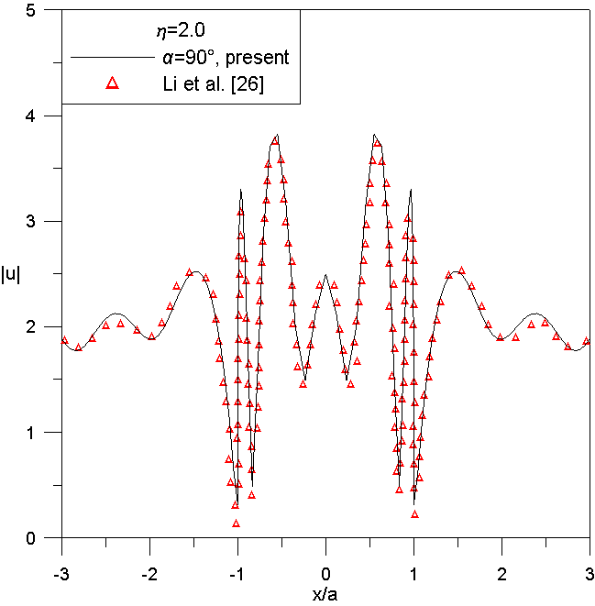 5
η=2.0
α=90°, present
Li et al. [26]
4
3
|u|
2
1
0
-3 -2 -1 0 1 2 3
x/a